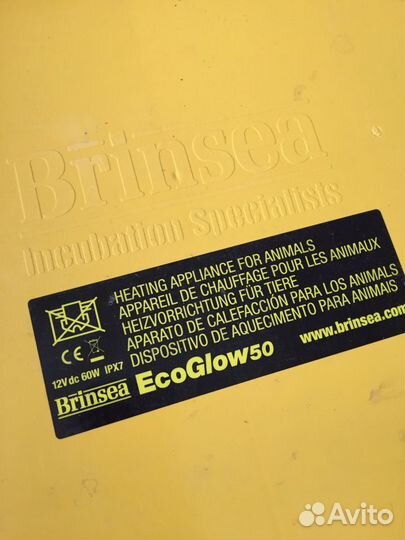 Brinsea
Incubation Specialists
HEATING APPLIANCE FOR ANIMALS
APPAREIL DE CHAUFFAGE POUR LES ANIMAUX
HEIZVORRICHTUNG FÜR TIERE
APARATO DE CALEFACCIÓN PARA LOS ANIMALS
DISPOSITIVO DE AQUECIMENTO PARA ANIMAIS
CE
12V dc 60W IPX7
Brinsea EcoGlow50
www.brinsea.com
Avito